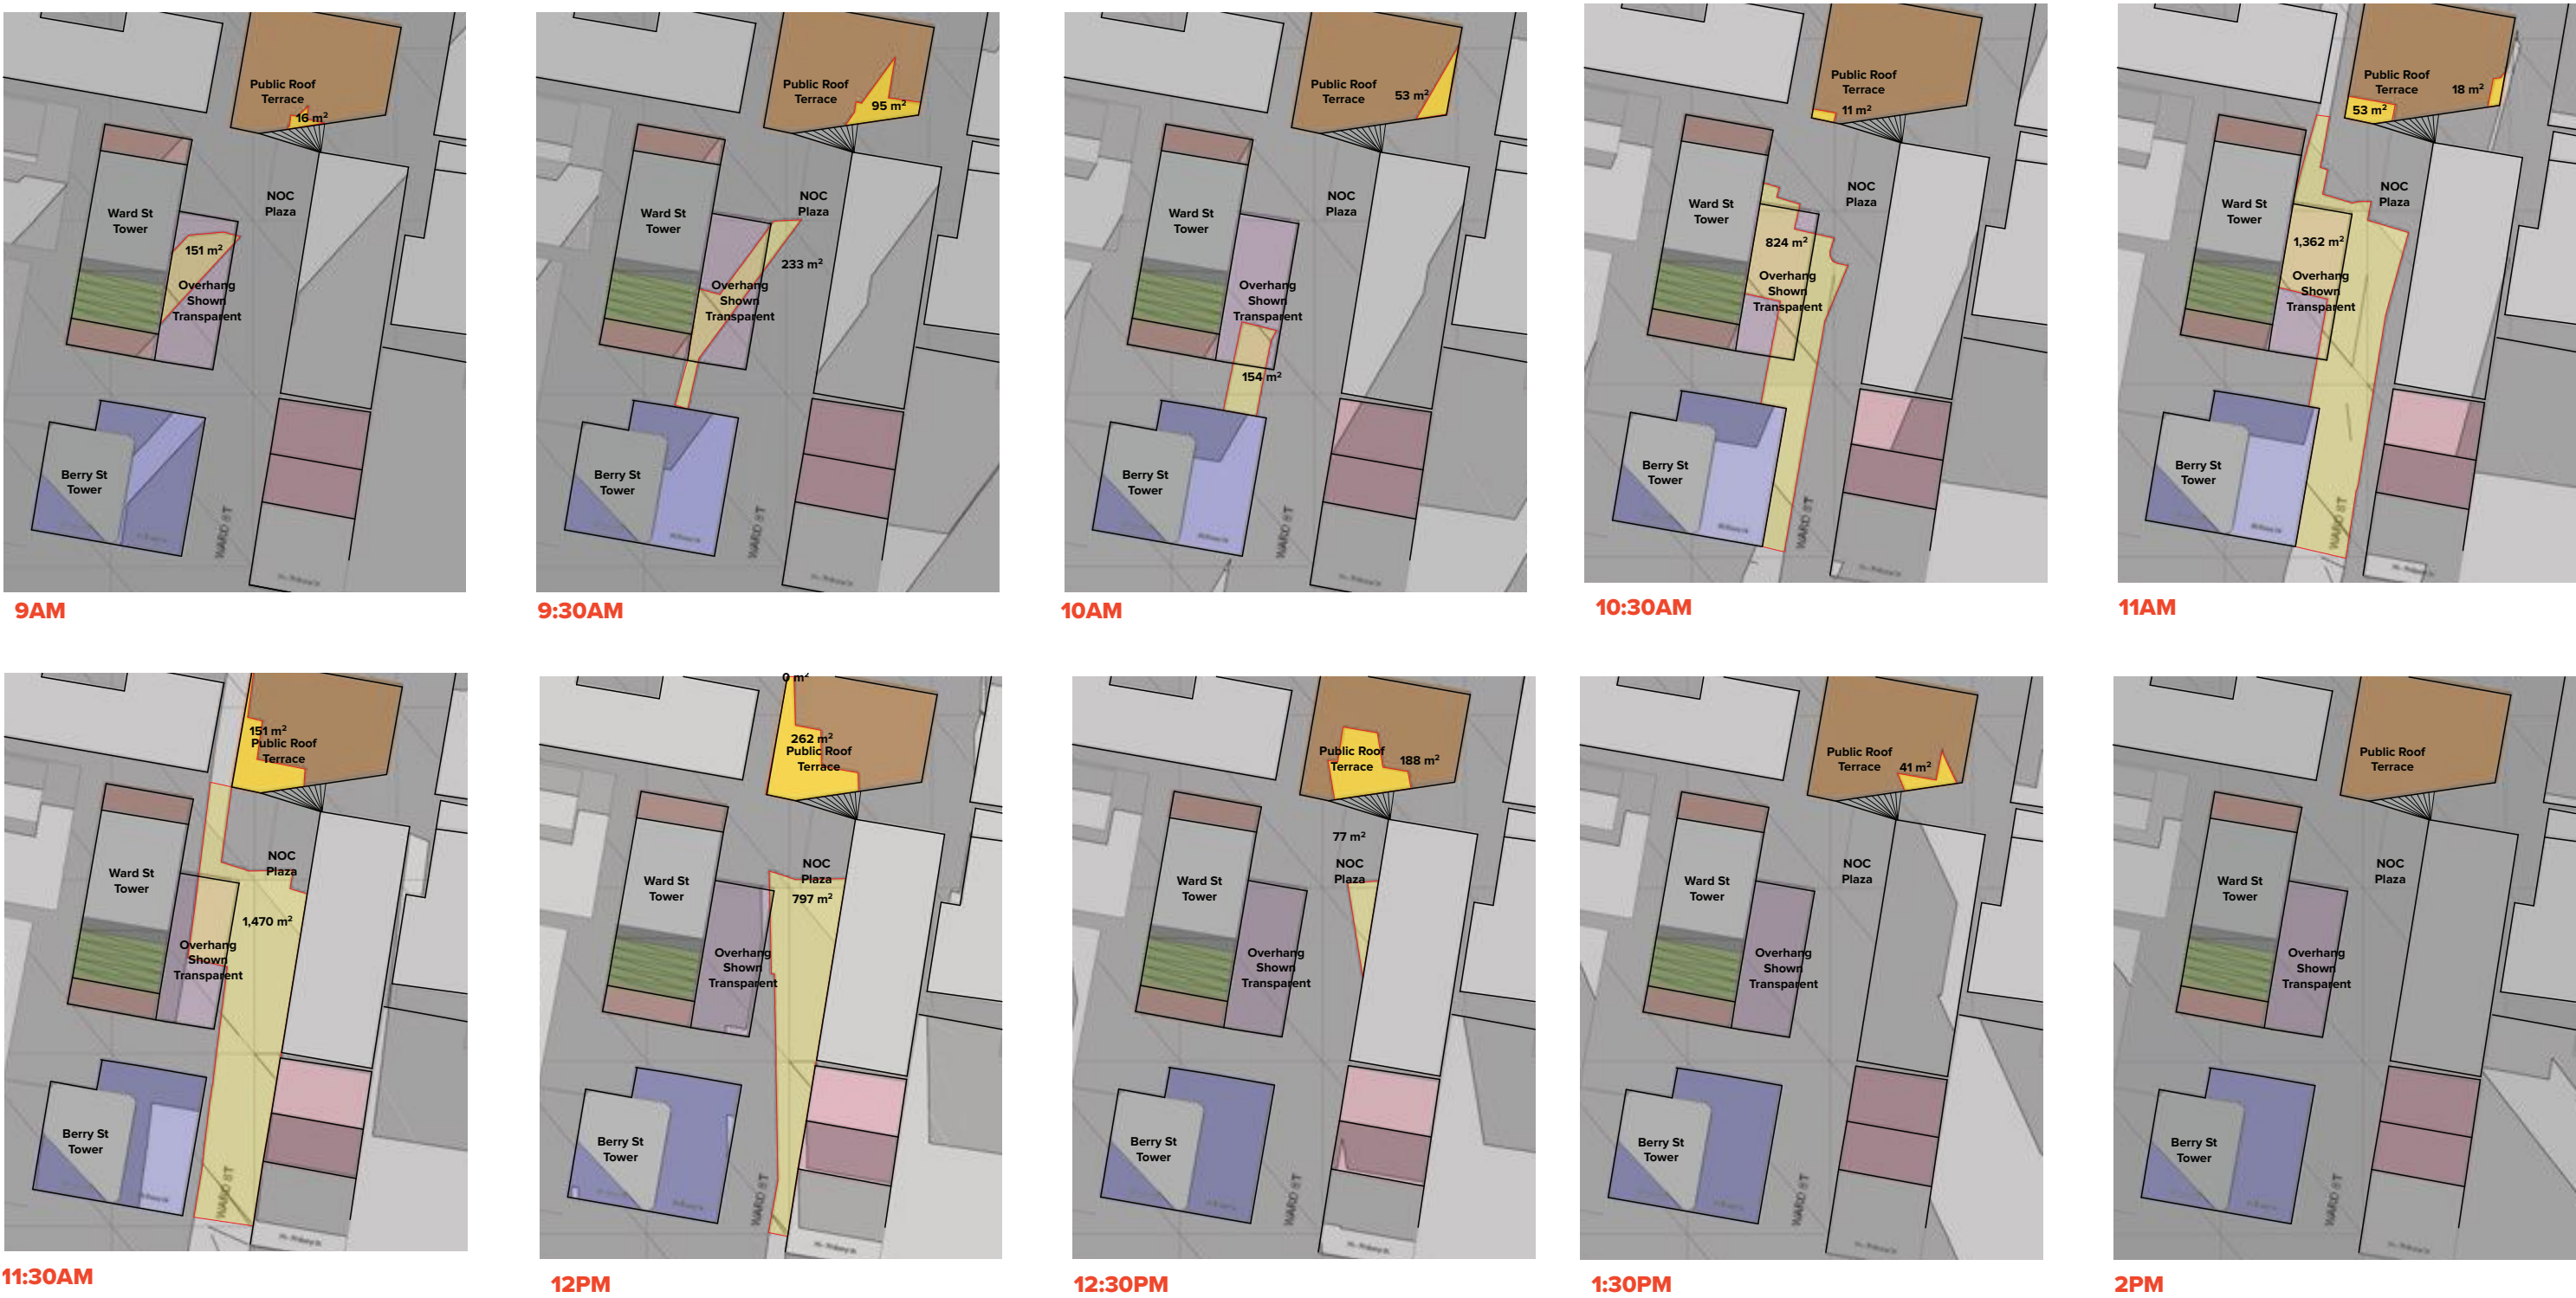 Public Roof
Terrace
16 m²
NOC
Plaza
Ward St
Tower
151 m²
Overhang
Shown
Transparent
Berry St
Tower
WARD ST
9AM
Public Roof
Terrace
95 m²
NOC
Plaza
Ward St
Tower
233 m²
Overhang
Shown
Transparent
Berry St
Tower
WARD ST
9:30AM
Public Roof
Terrace
53 m²
NOC
Plaza
Ward St
Tower
Overhang
Shown
Transparent
154 m²
Berry St
Tower
WARD ST
10AM
Public Roof
Terrace
11 m²
NOC
Plaza
Ward St
Tower
824 m²
Overhang
Shown
Transparent
Berry St
Tower
WARD ST
10:30AM
Public Roof
Terrace
18 m²
53 m²
NOC
Plaza
Ward St
Tower
1,362 m²
Overhang
Shown
Transparent
Berry St
Tower
WARD ST
11AM
151 m²
Public Roof
Terrace
NOC
Plaza
Ward St
Tower
1,470 m²
Overhang
Shown
Transparent
Berry St
Tower
WARD ST
11:30AM
0 m²
262 m²
Public Roof
Terrace
NOC
Plaza
Ward St
Tower
797 m²
Overhang
Shown
Transparent
Berry St
Tower
WARD ST
12PM
Public Roof
Terrace
188 m²
77 m²
NOC
Plaza
Ward St
Tower
Overhang
Shown
Transparent
Berry St
Tower
WARD ST
12:30PM
Public Roof
Terrace
41 m²
NOC
Plaza
Ward St
Tower
Overhang
Shown
Transparent
Berry St
Tower
WARD ST
1:30PM
Public Roof
Terrace
NOC
Plaza
Ward St
Tower
Overhang
Shown
Transparent
Berry St
Tower
WARD ST
2PM